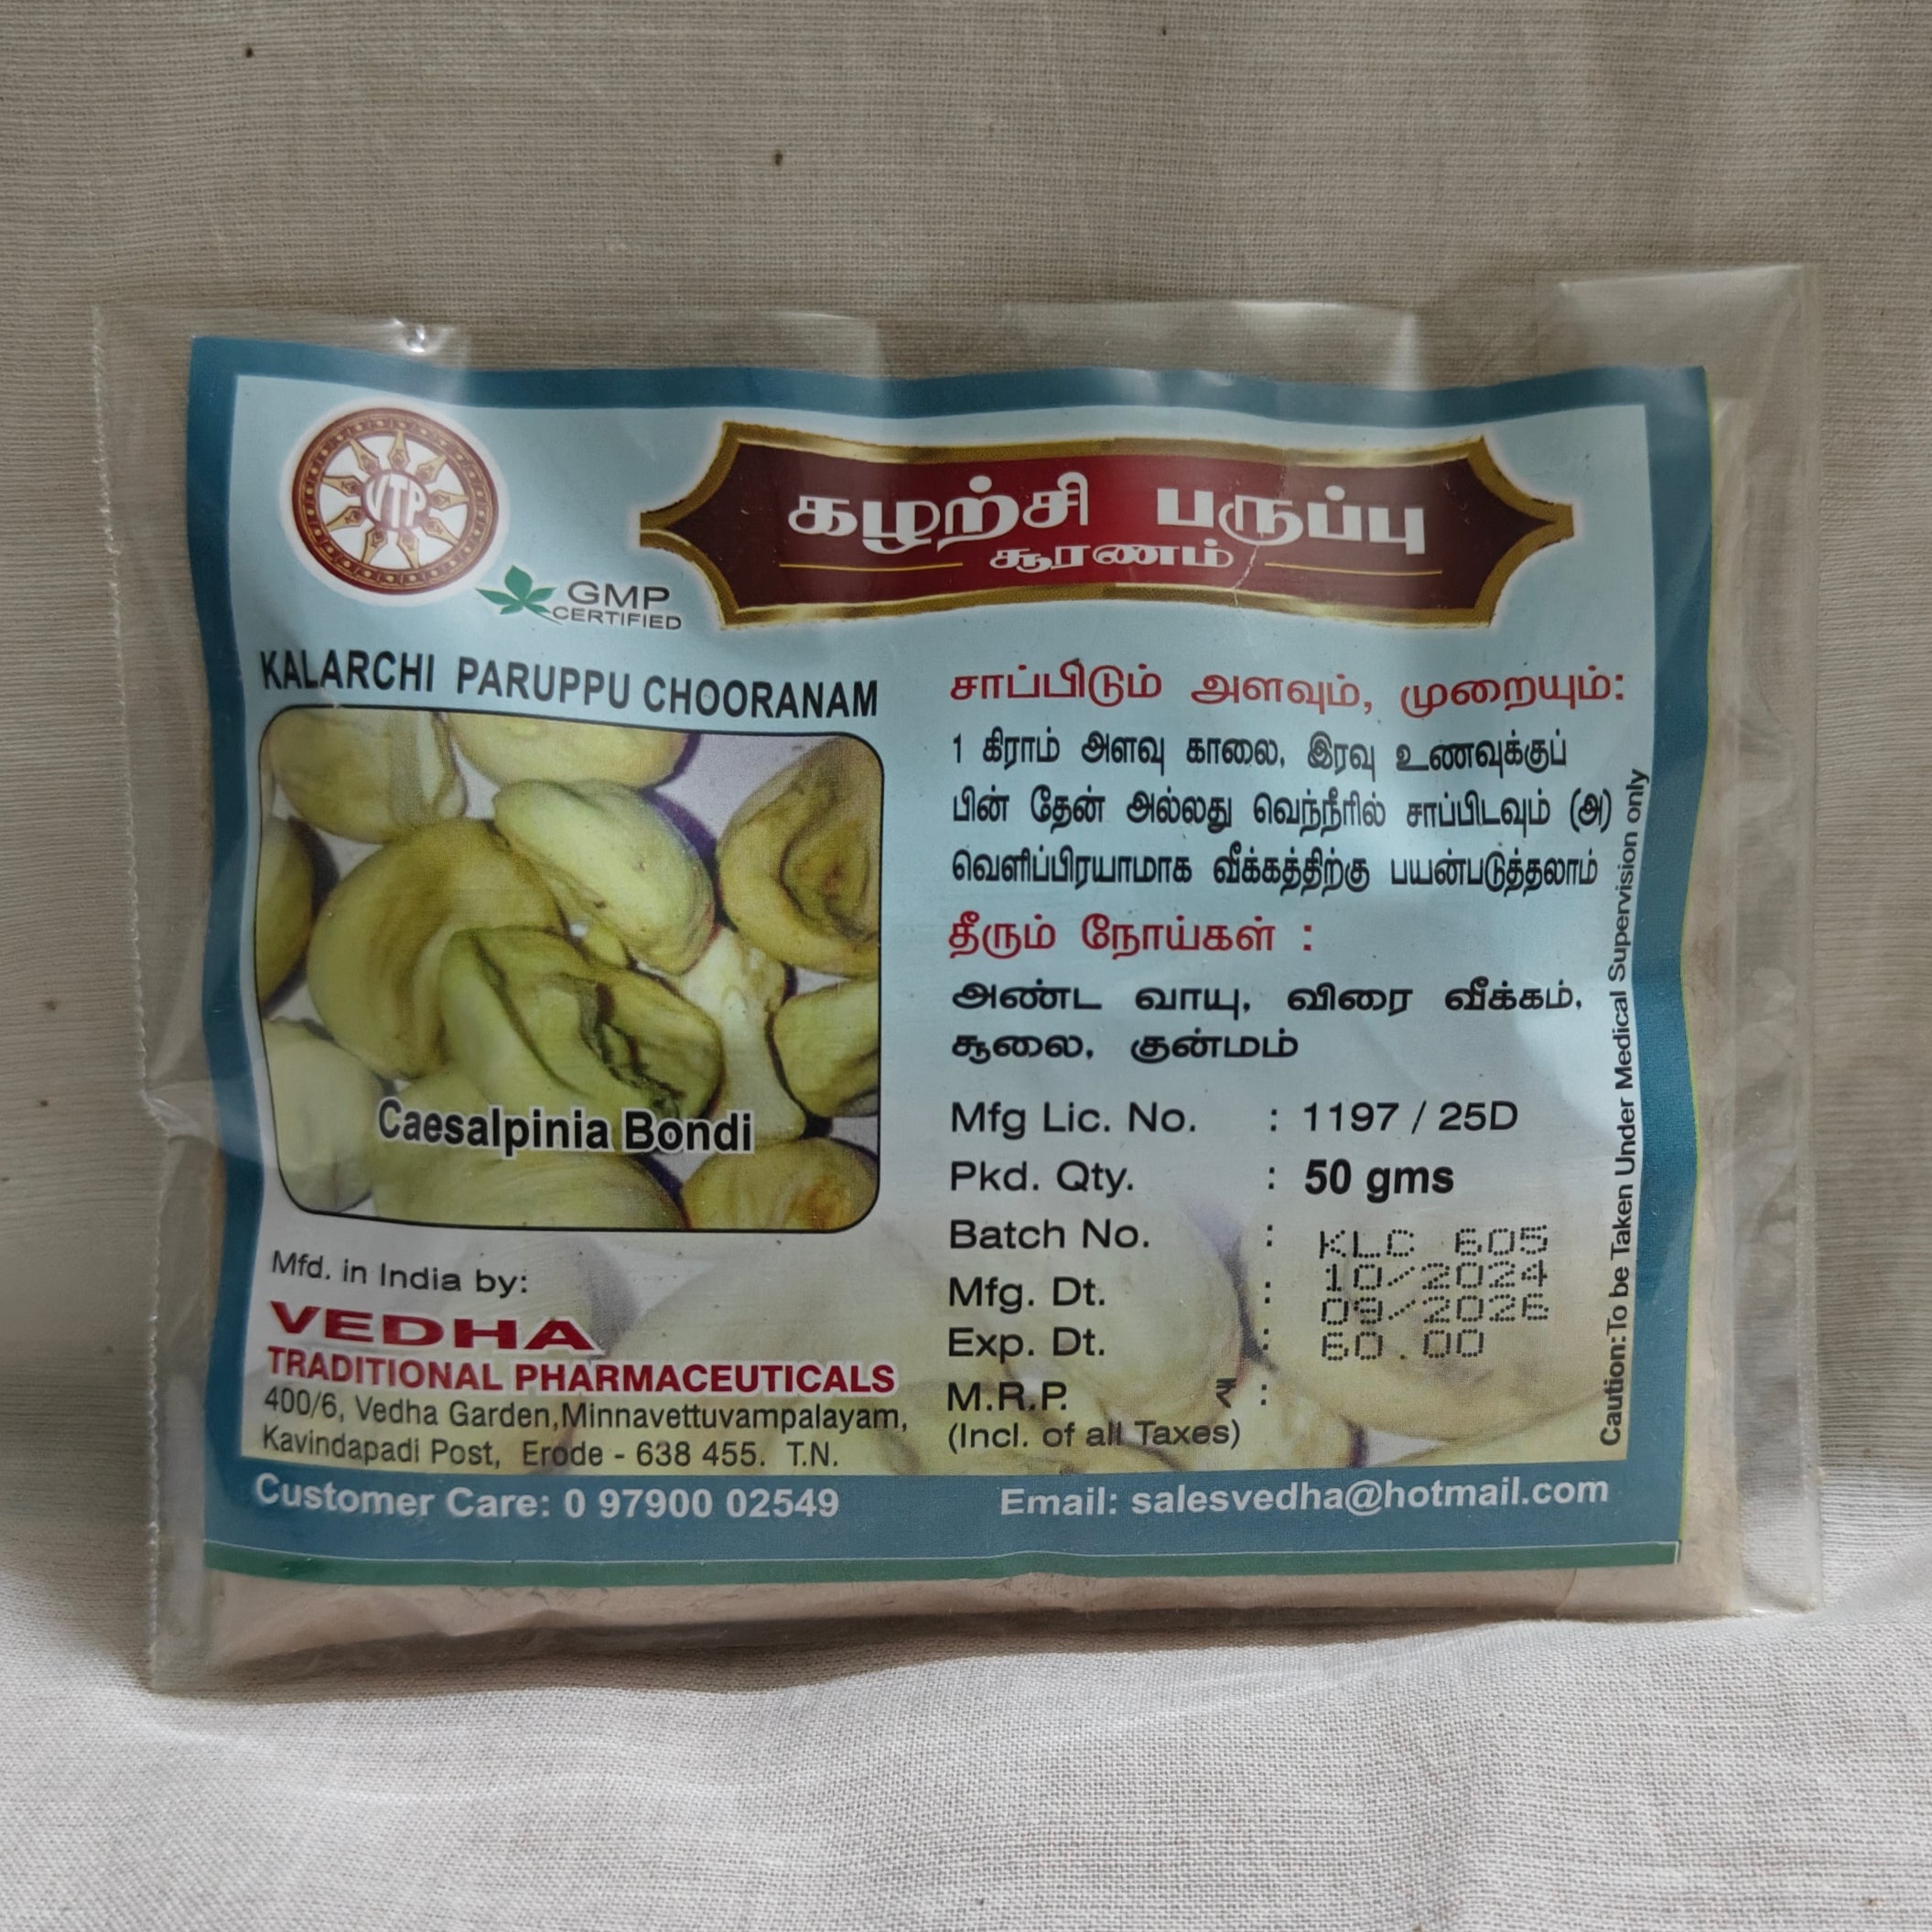 VTP
GMP
CERTIFIED
கழற்சி பருப்பு
சூரணம்
KALARCHI PARUPPU CHOORANAM
Caesalpinia Bondi
Mfd. in India by:
VEDHA
TRADITIONAL PHARMACEUTICALS
400/6, Vedha Garden,Minnavettuvampalayam,
Kavindapadi Post, Erode - 638 455. T.N.
சாப்பிடும் அளவும், முறையும்:
1 கிராம் அளவு காலை, இரவு உணவுக்குப்
பின் தேன் அல்லது வெந்நீரில் சாப்பிடவும் (அ)
வெளிப்பிரயாமாக வீக்கத்திற்கு பயன்படுத்தலாம்
தீரும் நோய்கள் :
அண்ட வாயு, விரை வீக்கம்,
சூலை, குன்மம்
Mfg Lic. No. : 1197 / 25D
Pkd. Qty. : 50 gms
Batch No. : KLC 605
Mfg. Dt. : 10/2024
Exp. Dt. : 09/2026
M.R.P. ₹ : 60.00
(Incl. of all Taxes)
Caution:To be Taken Under Medical Supervision only
Customer Care: 0 97900 02549
Email: salesvedha@hotmail.com